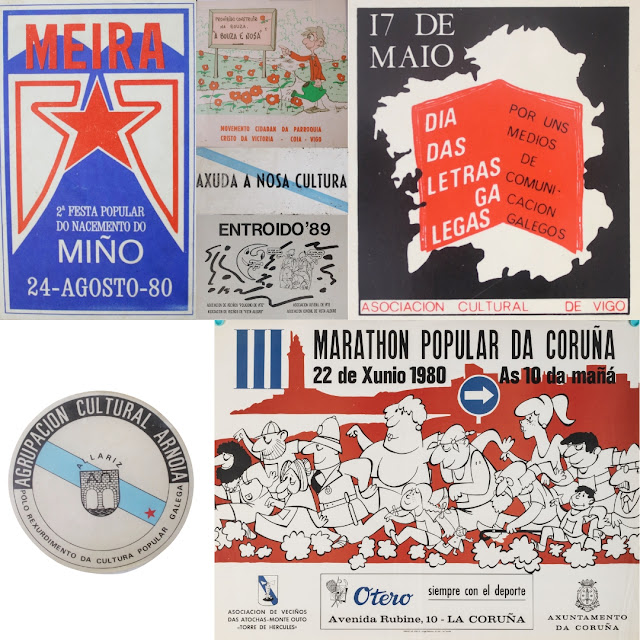 MEIRA
2ª FESTA POPULAR
DO NACEMENTO DO
MIÑO
24-AGOSTO-80
PROHIBIDO CONSTRUIR
"A BOUZA E NOSA"
MOVEMENTO CIDADAN DA PARROQUIA
CRISTO DA VICTORIA - COIA - VIGO
AXUDA A NOSA CULTURA
ENTROIDO'89
17 DE
MAIO
DIA
DAS
LETRAS
GA
LEGAS
POR UNS
MEDIOS
DE
COMUNI-
CACION
GALEGOS
ASOCIACION CULTURAL DE VIGO
AGRUPACION CULTURAL ARNOIA
ALLARIZ
POLO REXURDIMENTO DA CULTURA POPULAR GALEGA
III MARATHON POPULAR DA CORUÑA
22 de Xunio 1980 As 10 da mañá
ASOCIACION DE VECIÑOS
DAS ATOCHAS-MONTE OUTO
«TORRE DE HERCULES»
Otero siempre con el deporte
Avenida Rubine, 10 - LA CORUÑA
AXUNTAMENTO
DA CORUÑA